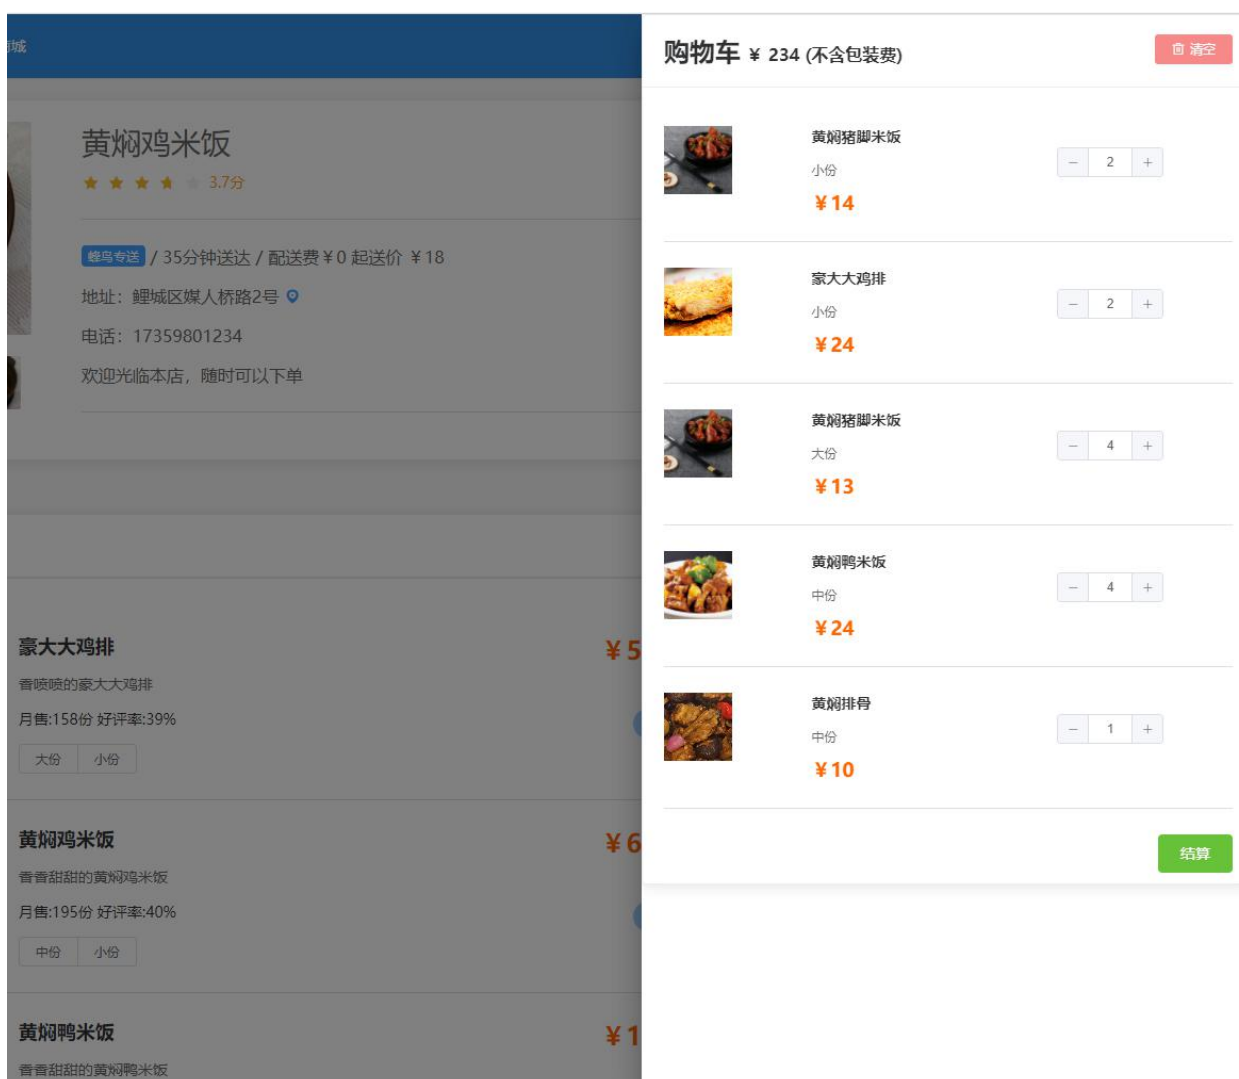 城
黄焖鸡米饭
3.7分
蜂鸟专送 / 35分钟送达 / 配送费￥0 起送价 ￥18
地址：鲤城区媒人桥路2号
电话：17359801234
欢迎光临本店，随时可以下单
豪大大鸡排
￥5
香喷喷的豪大大鸡排
月售:158份 好评率:39%
大份 小份
黄焖鸡米饭
￥6
香香甜甜的黄焖鸡米饭
月售:195份 好评率:40%
中份 小份
黄焖鸭米饭
￥1
香香甜甜的黄焖鸭米饭
购物车 ￥ 234 (不含包装费)
清空
黄焖猪脚米饭
小份
￥14
− 2 +
豪大大鸡排
小份
￥24
− 2 +
黄焖猪脚米饭
大份
￥13
− 4 +
黄焖鸭米饭
中份
￥24
− 4 +
黄焖排骨
中份
￥10
− 1 +
结算